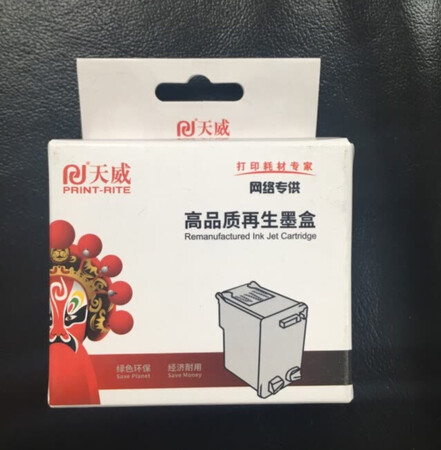 天威
天威
PRINT-RITE
打印耗材专家
网络专供
高品质再生墨盒
Remanufactured Ink Jet Cartridge
绿色环保 经济耐用
Save Planet Save Money